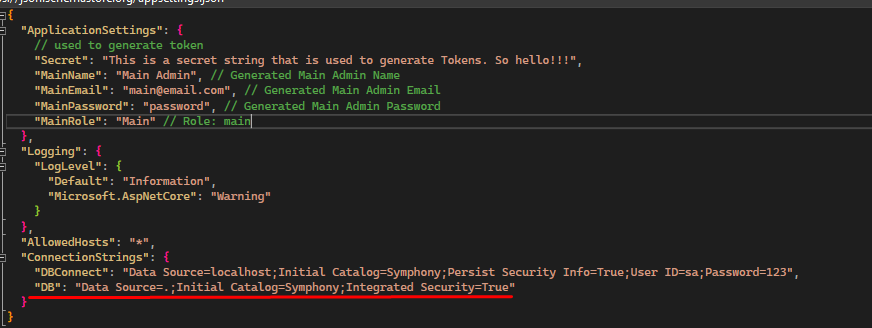 {
"ApplicationSettings": {
// used to generate token
"Secret": "This is a secret string that is used to generate Tokens. So hello!!!",
"MainName": "Main Admin", // Generated Main Admin Name
"MainEmail": "main@email.com", // Generated Main Admin Email
"MainPassword": "password", // Generated Main Admin Password
"MainRole": "Main" // Role: main
},
"Logging": {
"LogLevel": {
"Default": "Information",
"Microsoft.AspNetCore": "Warning"
}
},
"AllowedHosts": "*",
"ConnectionStrings": {
"DBConnect": "Data Source=localhost;Initial Catalog=Symphony;Persist Security Info=True;User ID=sa;Password=123",
"DB": "Data Source=.;Initial Catalog=Symphony;Integrated Security=True"
}
}